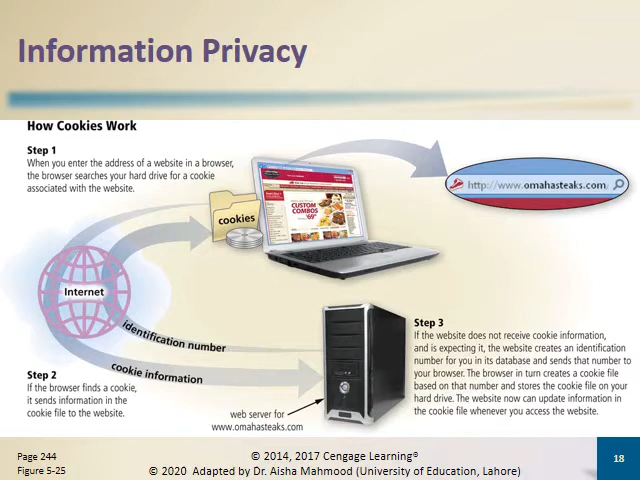 Information Privacy
How Cookies Work
Step 1
When you enter the address of a website in a browser,
the browser searches your hard drive for a cookie
associated with the website.
http://www.omahasteaks.com
CUSTOM
COMBOS
cookies
Internet
identification number
cookie information
Step 2
If the browser finds a cookie,
it sends information in the
cookie file to the website.
web server for
www.omahasteaks.com
Step 3
If the website does not receive cookie information,
and is expecting it, the website creates an identification
number for you in its database and sends that number to
your browser. The browser in turn creates a cookie file
based on that number and stores the cookie file on your
hard drive. The website now can update information in
the cookie file whenever you access the website.
Page 244
Figure 5-25
© 2014, 2017 Cengage Learning®
© 2020 Adapted by Dr. Aisha Mahmood (University of Education, Lahore)
18